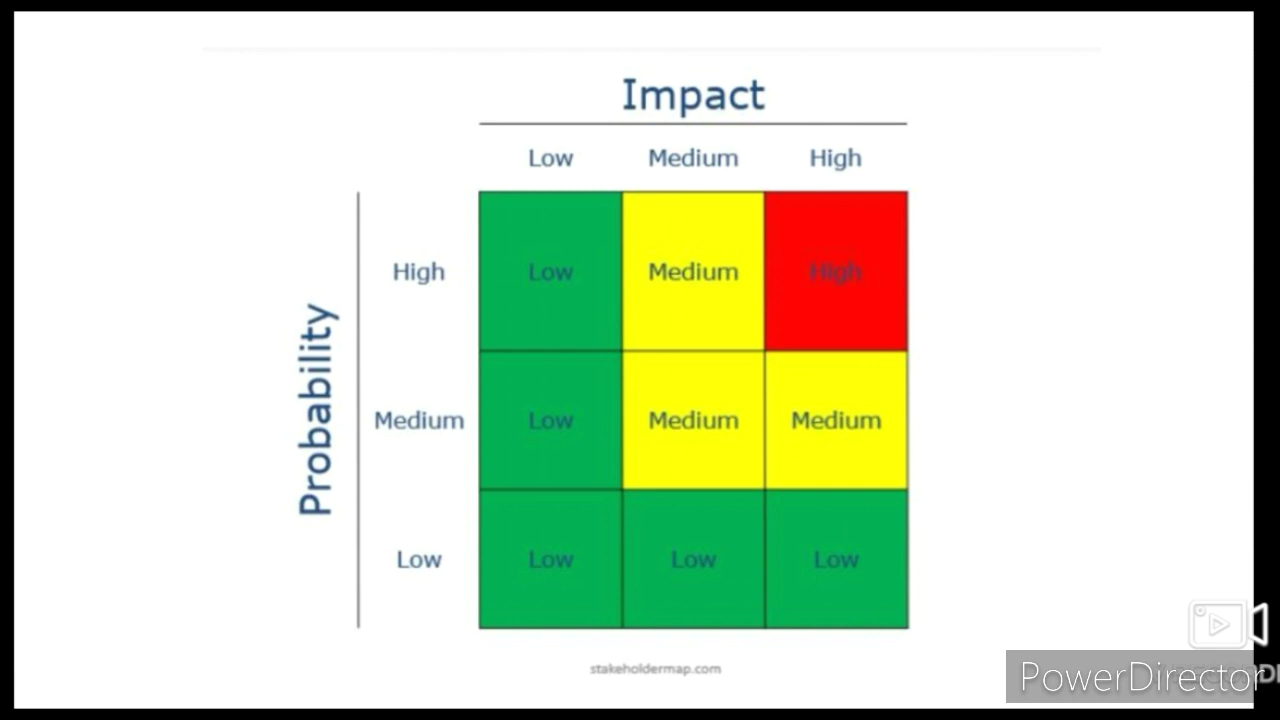 Impact
Low Medium High
High Low Medium High
Probability
Medium Low Medium Medium
Low Low Low Low
stakeholdermap.com
PowerDirector